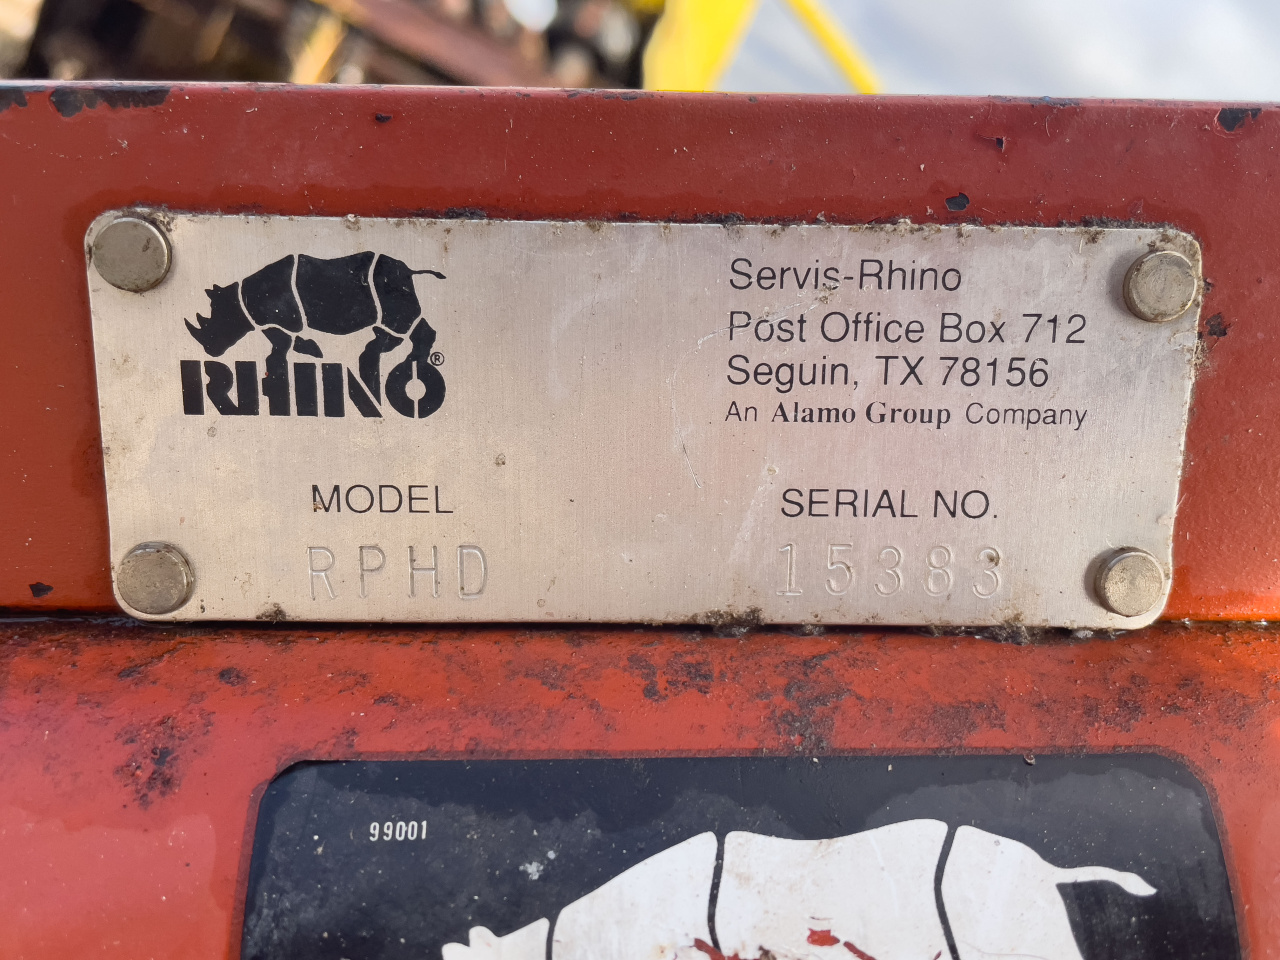 RHINO®
Servis-Rhino
Post Office Box 712
Seguin, TX 78156
An Alamo Group Company
MODEL
RPHD
SERIAL NO.
15383
99001